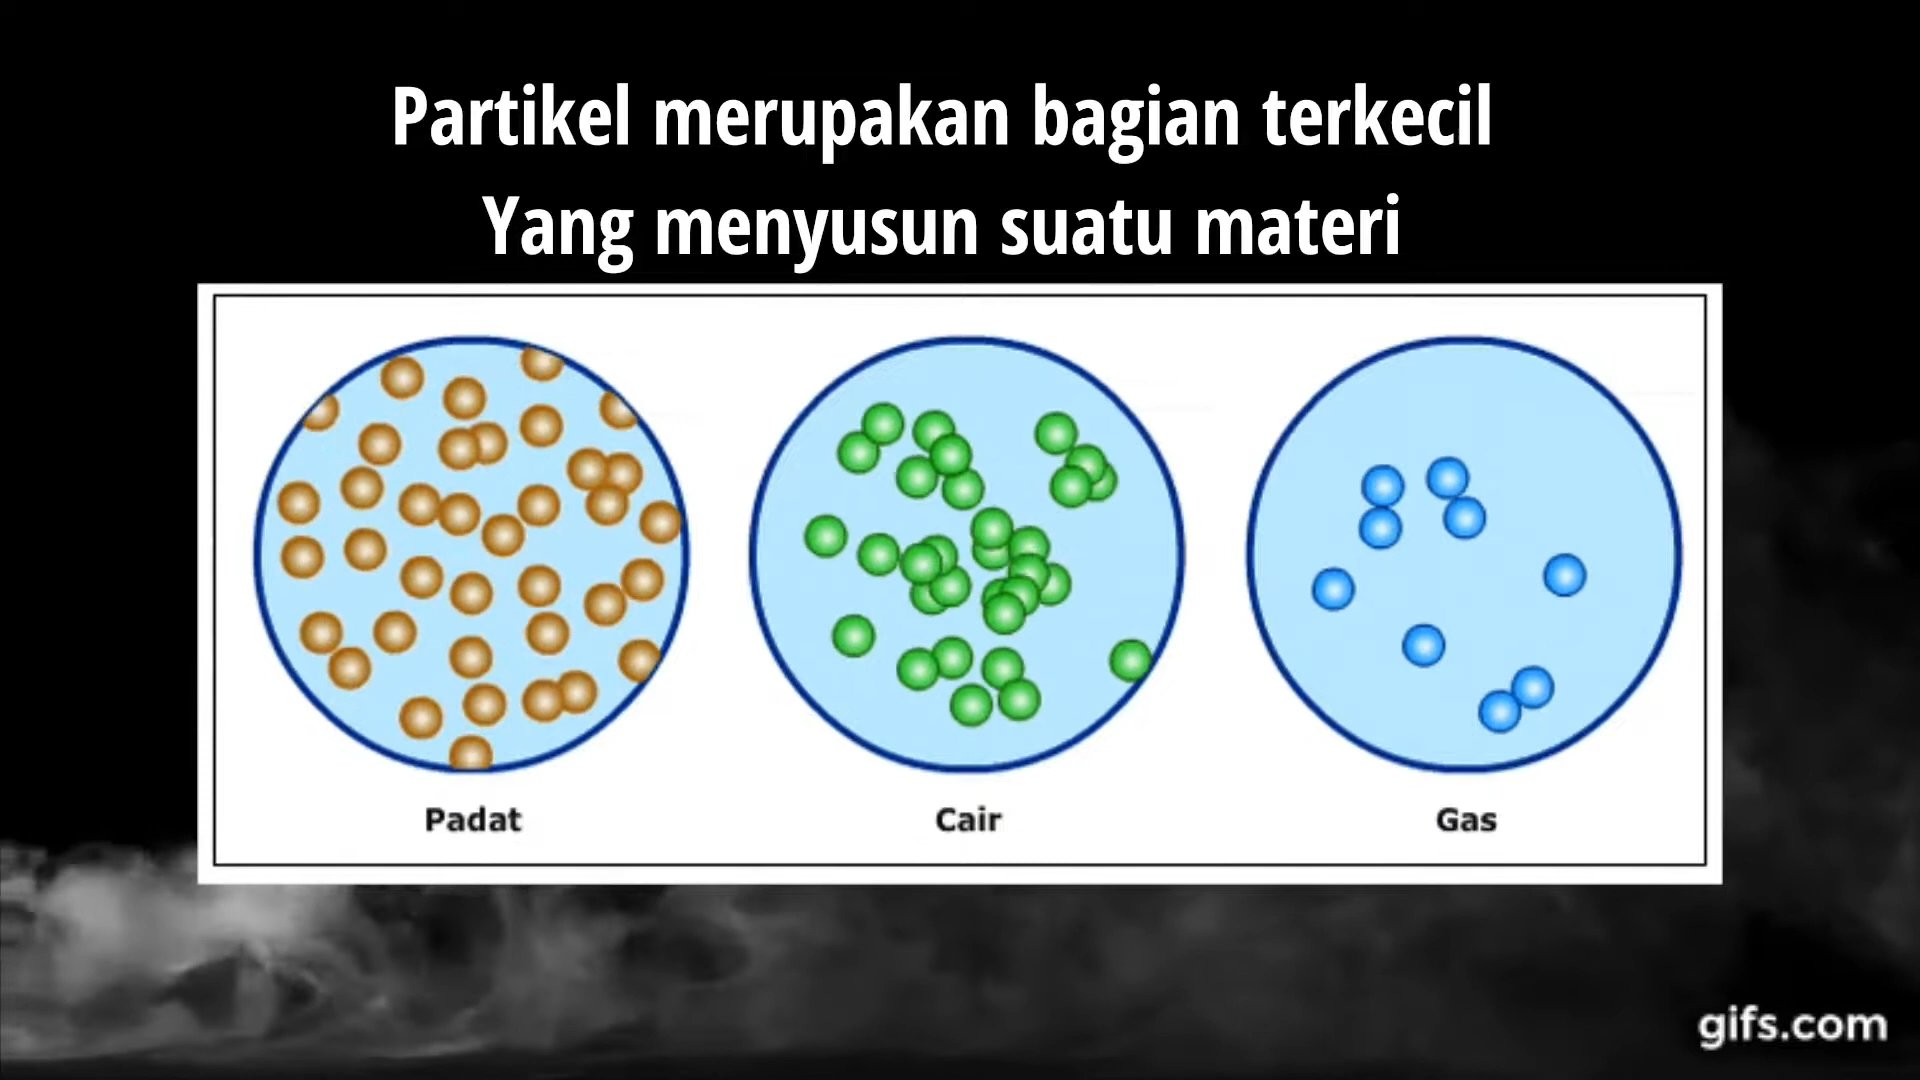 Partikel merupakan bagian terkecil
Yang menyusun suatu materi
Padat
Cair
Gas
gifs.com